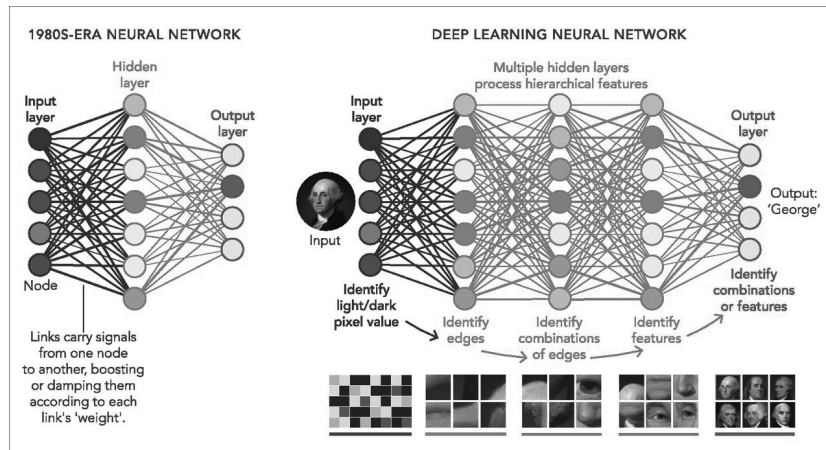 1980S-ERA NEURAL NETWORK
Hidden
layer
Input
layer
Output
layer
Node
Links carry signals
from one node
to another, boosting
or damping them
according to each
link's 'weight'.
DEEP LEARNING NEURAL NETWORK
Multiple hidden layers
process hierarchical features
Input
layer
Output
layer
Input
Output:
'George'
Identify
light/dark
pixel value
Identify
edges
Identify
combinations
of edges
Identify
features
Identify
combinations
or features